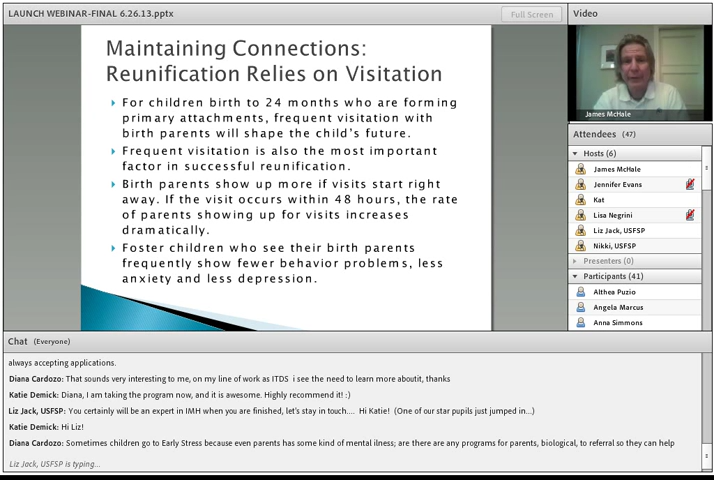 LAUNCH WEBINAR-FINAL 6.26.13.pptx
Full Screen
Maintaining Connections:
Reunification Relies on Visitation
For children birth to 24 months who are forming
primary attachments, frequent visitation with
birth parents will shape the child's future.
Frequent visitation is also the most important
factor in successful reunification.
Birth parents show up more if visits start right
away. If the visit occurs within 48 hours, the rate
of parents showing up for visits increases
dramatically.
Foster children who see their birth parents
frequently show fewer behavior problems, less
anxiety and less depression.
Video
James McHale
Attendees (47)
Hosts (6)
James McHale
Jennifer Evans
Kat
Lisa Negrini
Liz Jack, USFSP
Nikki, USFSP
Presenters (0)
Participants (41)
Althea Puzio
Angela Marcus
Anna Simmons
Chat (Everyone)
always accepting applications.
Diana Cardozo: That sounds very interesting to me, on my line of work as ITDS i see the need to learn more aboutit, thanks
Katie Demick: Diana, I am taking the program now, and it is awesome. Highly recommend it! :)
Liz Jack, USFSP: You certainly will be an expert in IMH when you are finished, let's stay in touch.... Hi Katie! (One of our star pupils just jumped in...)
Katie Demick: Hi Liz!
Diana Cardozo: Sometimes children go to Early Stress because even parents has some kind of mental ilness; are there are any programs for parents, biological, to referral so they can help
Liz Jack, USFSP is typing...